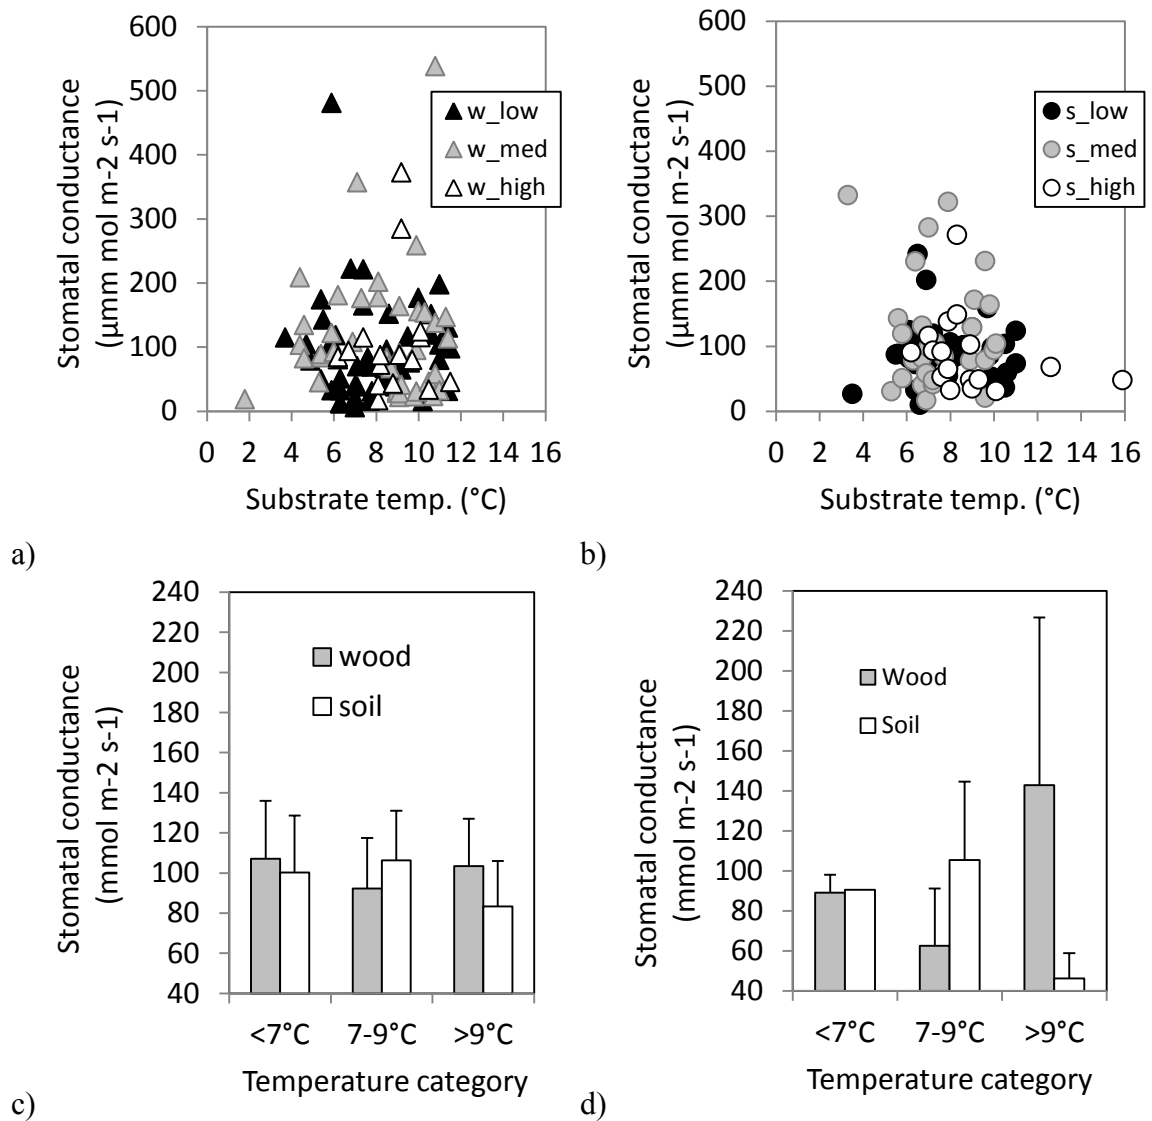 600
500
400
300
200
100
0
Stomatal conductance
(µmm mol m-2 s-1)
w_low
w_med
w_high
0 2 4 6 8 10 12 14 16
Substrate temp. (°C)
a)
600
500
400
300
200
100
0
Stomatal conductance
(µmm mol m-2 s-1)
s_low
s_med
s_high
0 2 4 6 8 10 12 14 16
Substrate temp. (°C)
b)
240
220
200
180
160
140
120
100
80
60
40
Stomatal conductance
(mmol m-2 s-1)
wood
soil
<7°C 7-9°C >9°C
Temperature category
c)
240
220
200
180
160
140
120
100
80
60
40
Stomatal conductance
(mmol m-2 s-1)
Wood
Soil
<7°C 7-9°C >9°C
Temperature category
d)